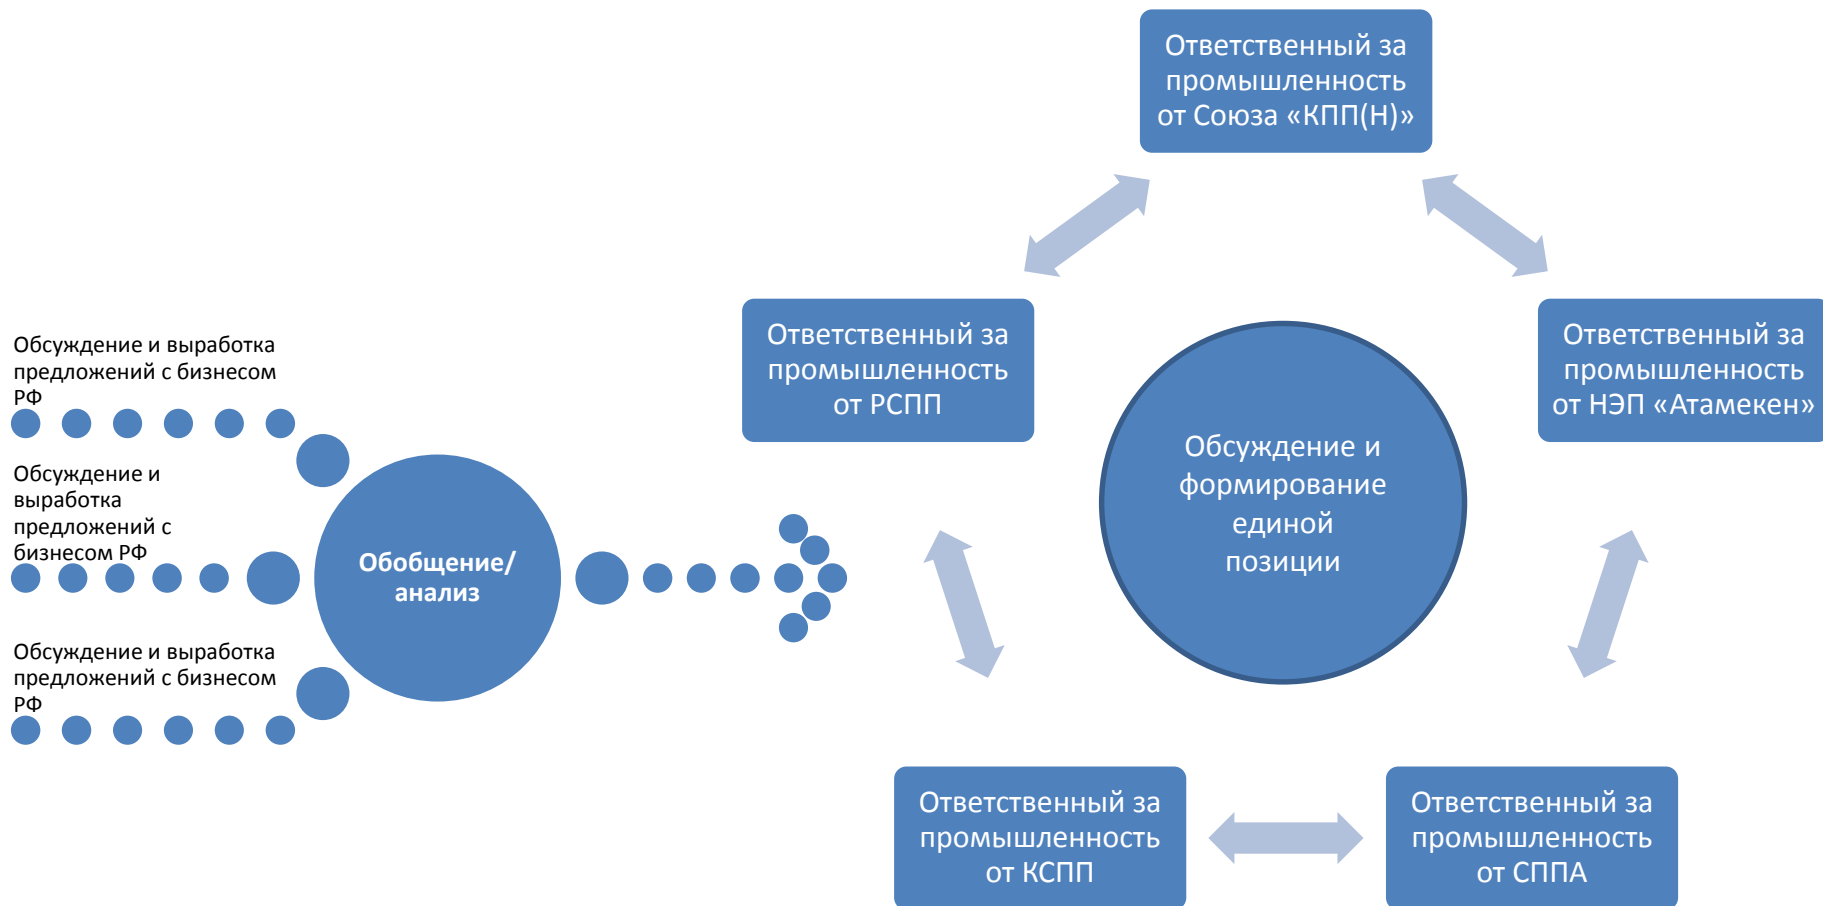 Ответственный за
промышленность
от Союза «КПП(Н)»
Ответственный за
промышленность
от РСПП
Ответственный за
промышленность
от НЭП «Атамекен»
Обсуждение и
формирование
единой
позиции
Обсуждение и выработка
предложений с бизнесом
РФ
Обсуждение и
выработка
предложений с
бизнесом РФ
Обсуждение и выработка
предложений с бизнесом
РФ
Обобщение/
анализ
Ответственный за
промышленность
от КСПП
Ответственный за
промышленность
от СППА